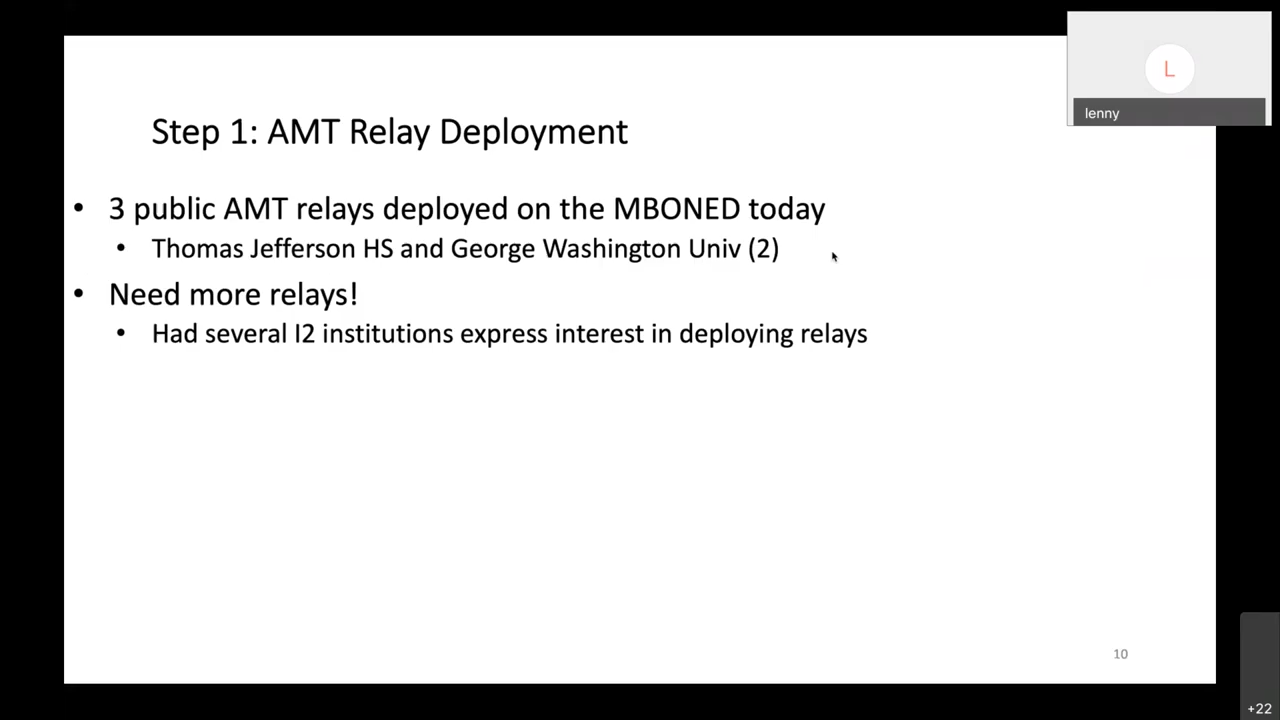 L
lenny
Step 1: AMT Relay Deployment
• 3 public AMT relays deployed on the MBONED today
• Thomas Jefferson HS and George Washington Univ (2)
• Need more relays!
• Had several I2 institutions express interest in deploying relays
10
+22